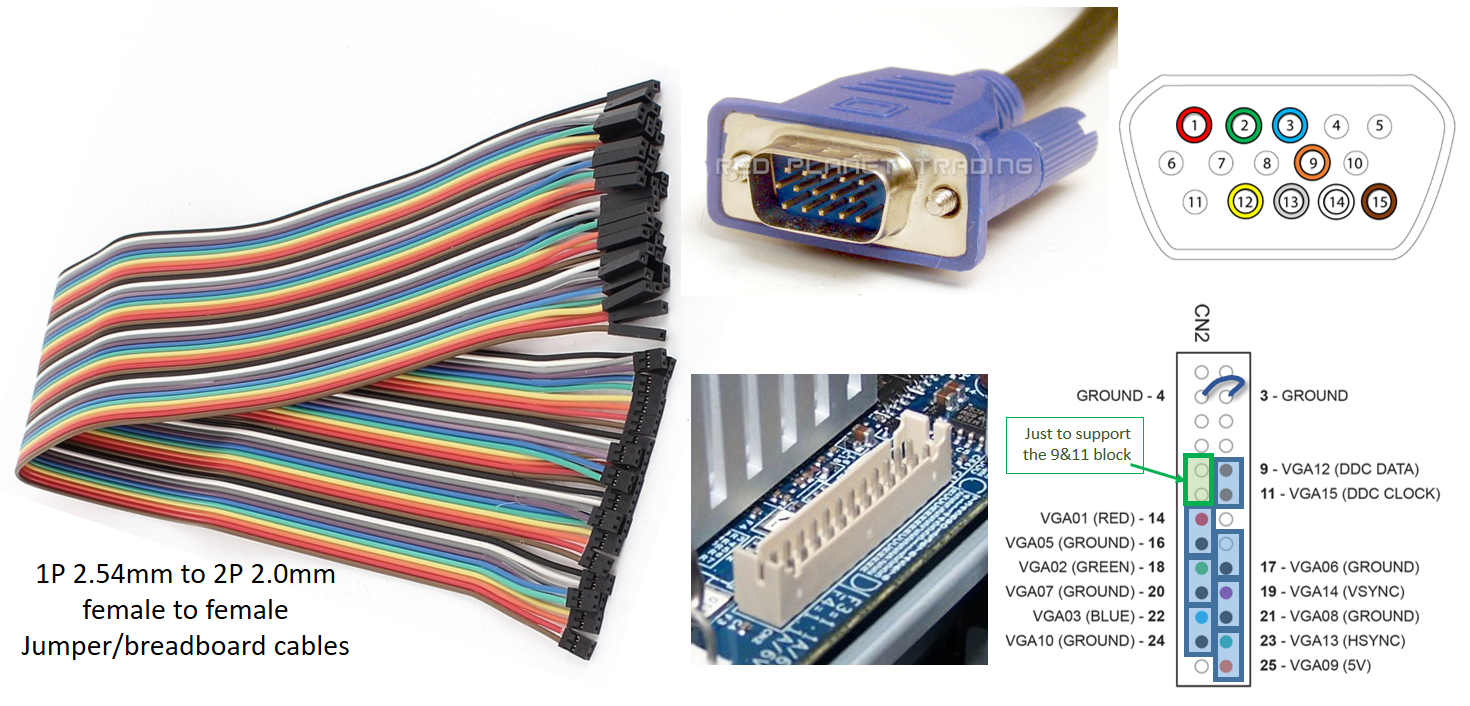 1P 2.54mm to 2P 2.0mm
female to female
Jumper/breadboard cables
RED PLANET TRADING
1 2 3 4 5
6 7 8 9 10
11 12 13 14 15
CN2
GROUND - 4
3 - GROUND
Just to support
the 9&11 block
9 - VGA12 (DDC DATA)
11 - VGA15 (DDC CLOCK)
VGA01 (RED) - 14
VGA05 (GROUND) - 16
VGA02 (GREEN) - 18
17 - VGA06 (GROUND)
VGA07 (GROUND) - 20
19 - VGA14 (VSYNC)
VGA03 (BLUE) - 22
21 - VGA08 (GROUND)
VGA10 (GROUND) - 24
23 - VGA13 (HSYNC)
25 - VGA09 (5V)